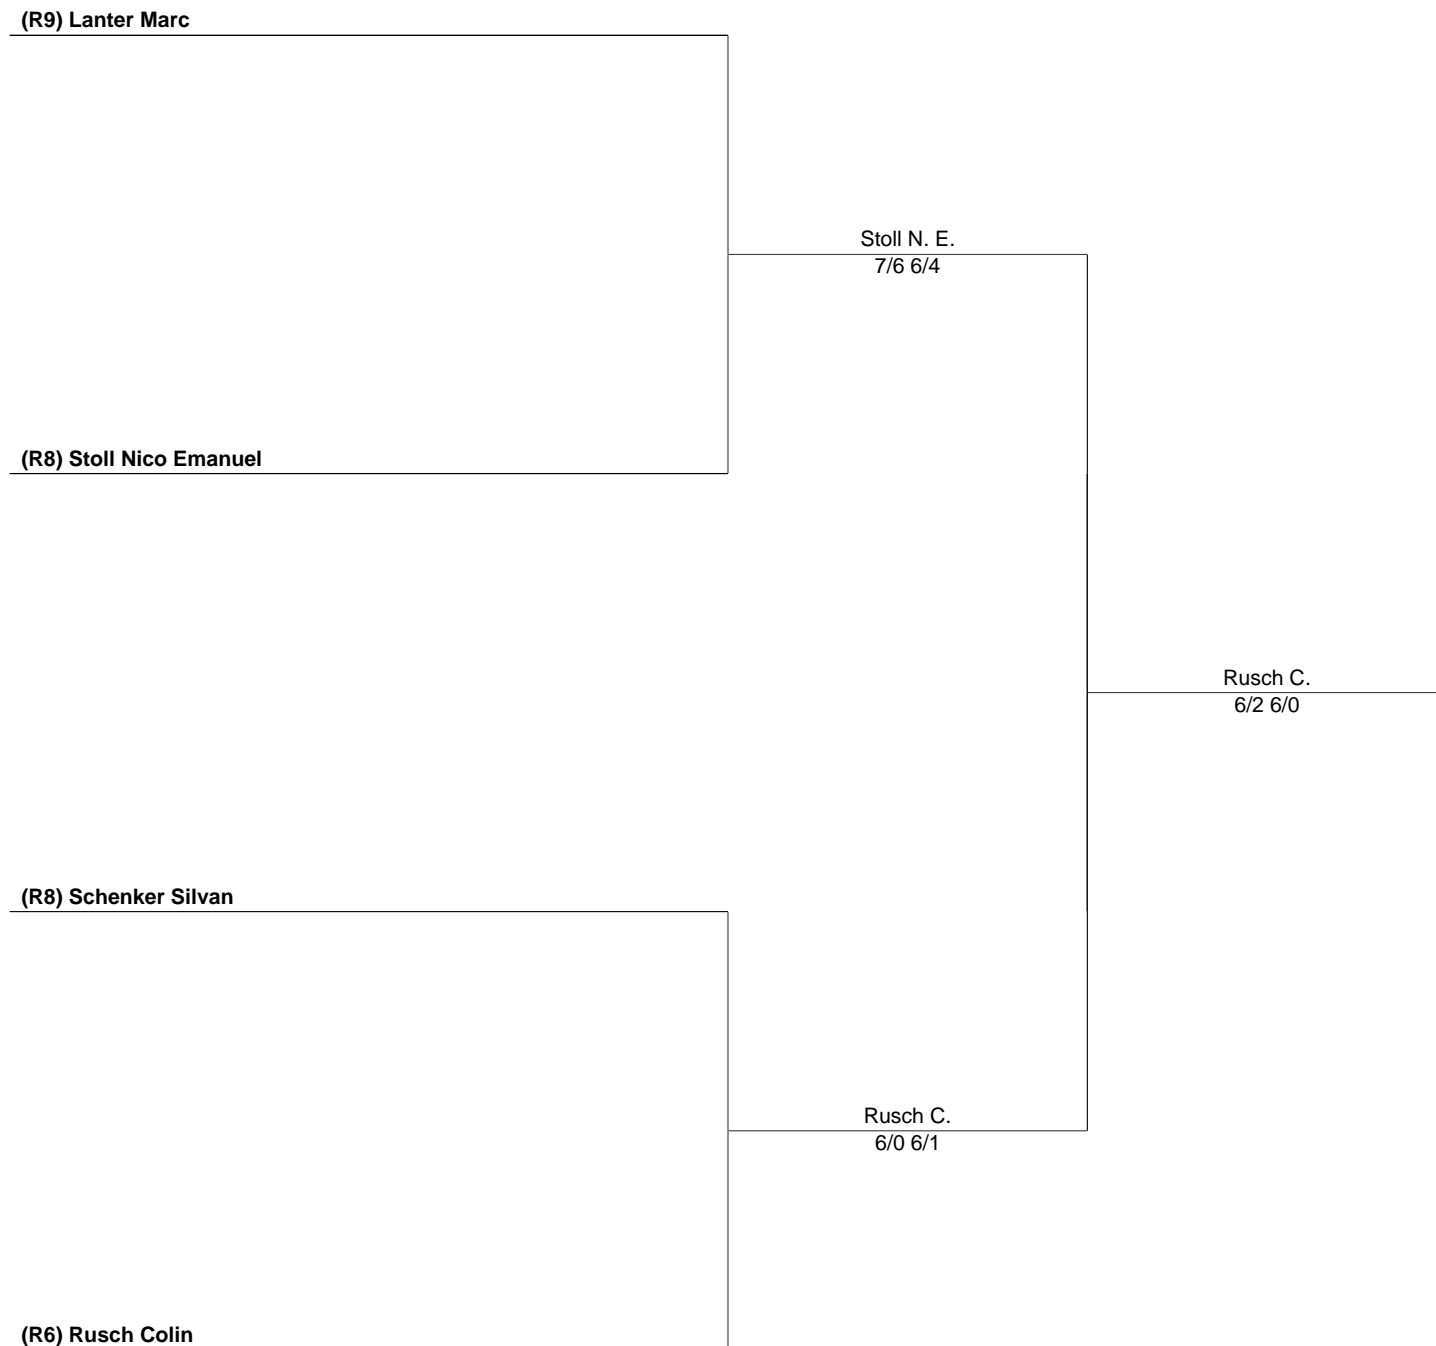 (R9) Lanter Marc
Stoll N. E.
7/6 6/4
(R8) Stoll Nico Emanuel
Rusch C.
6/2 6/0
(R8) Schenker Silvan
Rusch C.
6/0 6/1
(R6) Rusch Colin